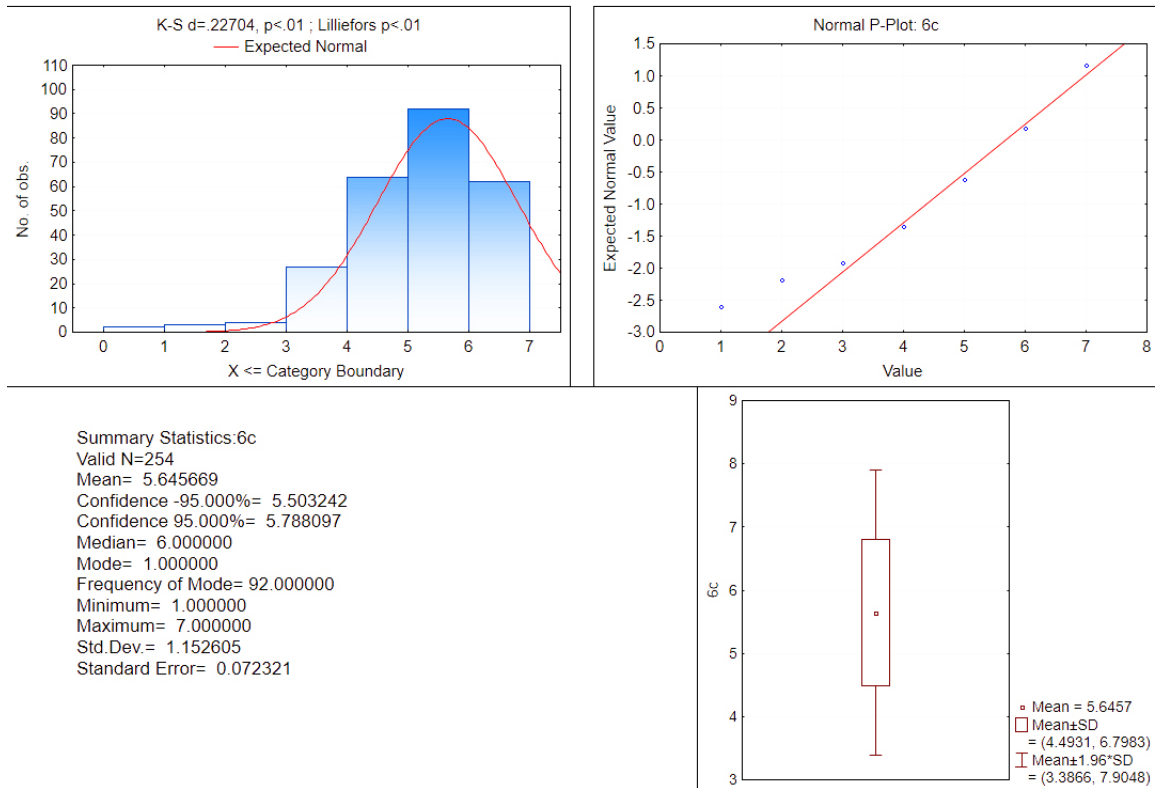 K-S d=.22704, p<.01 ; Lilliefors p<.01
Expected Normal
110
100
90
80
70
60
50
40
30
20
10
0
No. of obs.
0 1 2 3 4 5 6 7
X <= Category Boundary
Normal P-Plot: 6c
1.5
1.0
0.5
0.0
-0.5
-1.0
-1.5
-2.0
-2.5
-3.0
Expected Normal Value
0 1 2 3 4 5 6 7 8
Value
Summary Statistics:6c
Valid N=254
Mean= 5.645669
Confidence -95.000%= 5.503242
Confidence 95.000%= 5.788097
Median= 6.000000
Mode= 1.000000
Frequency of Mode= 92.000000
Minimum= 1.000000
Maximum= 7.000000
Std.Dev.= 1.152605
Standard Error= 0.072321
9
8
7
6
5
4
3
6c
Mean = 5.6457
Mean±SD
= (4.4931, 6.7983)
Mean±1.96*SD
= (3.3866, 7.9048)